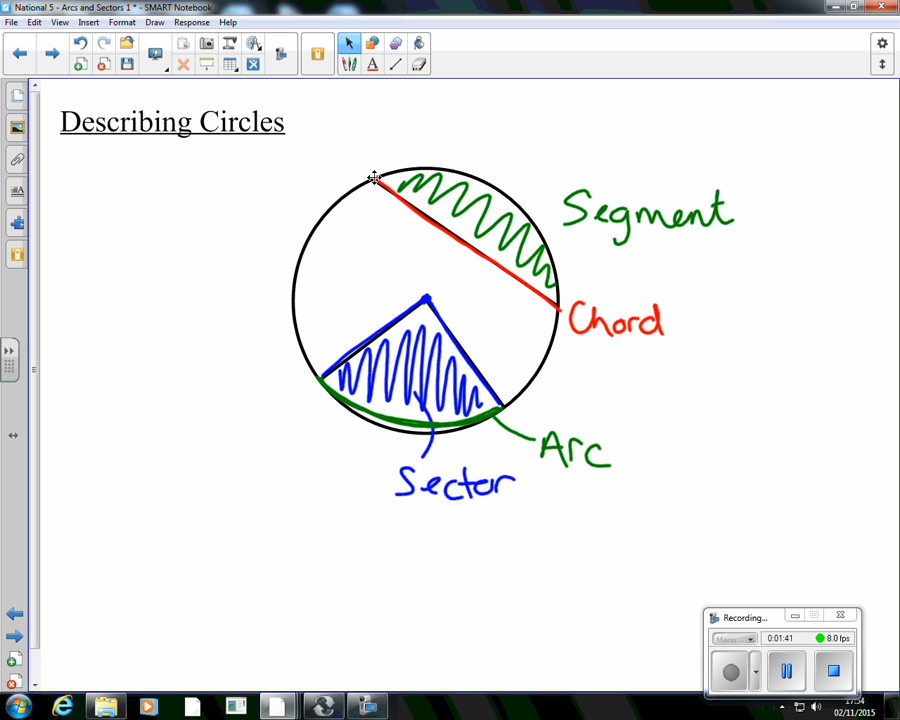 National 5 - Arcs and Sectors 1 * - SMART Notebook
File Edit View Insert Format Draw Response Help
Describing Circles
Segment
Chord
Arc
Sector
Recording...
Menu
0:01:41
8.0 fps
17:54
02/11/2015